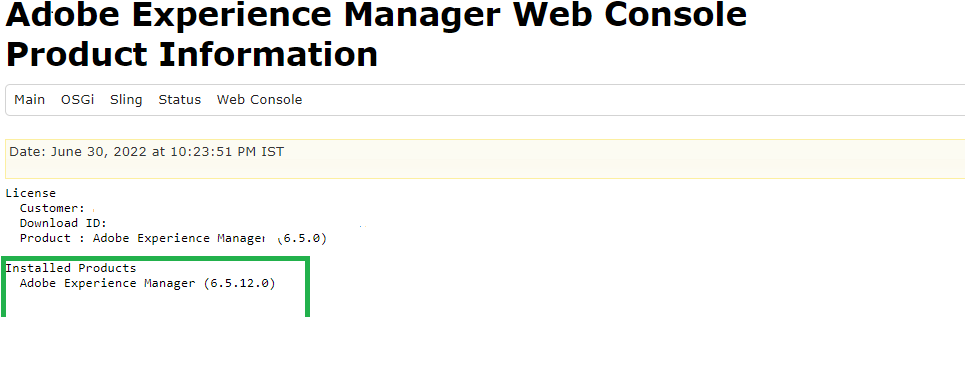 Adobe Experience Manager Web Console
Product Information
Main OSGi Sling Status Web Console
Date: June 30, 2022 at 10:23:51 PM IST
License
Customer:
Download ID:
Product : Adobe Experience Manager (6.5.0)
Installed Products
Adobe Experience Manager (6.5.12.0)